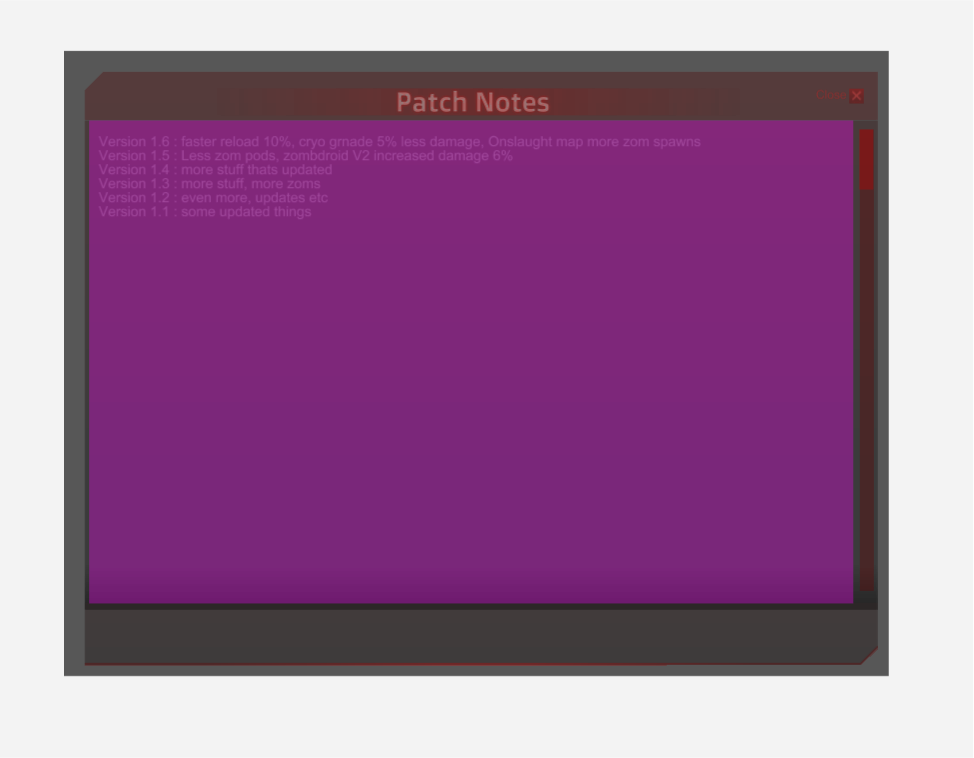 Patch Notes
Version 1.6 : faster reload 10%, cryo grnade 5% less damage, Onslaught map more zom spawns
Version 1.5 : Less zom pods, zombdroid V2 increased damage 6%
Version 1.4 : more stuff thats updated
Version 1.3 : more stuff, more zoms
Version 1.2 : even more, updates etc
Version 1.1 : some updated things